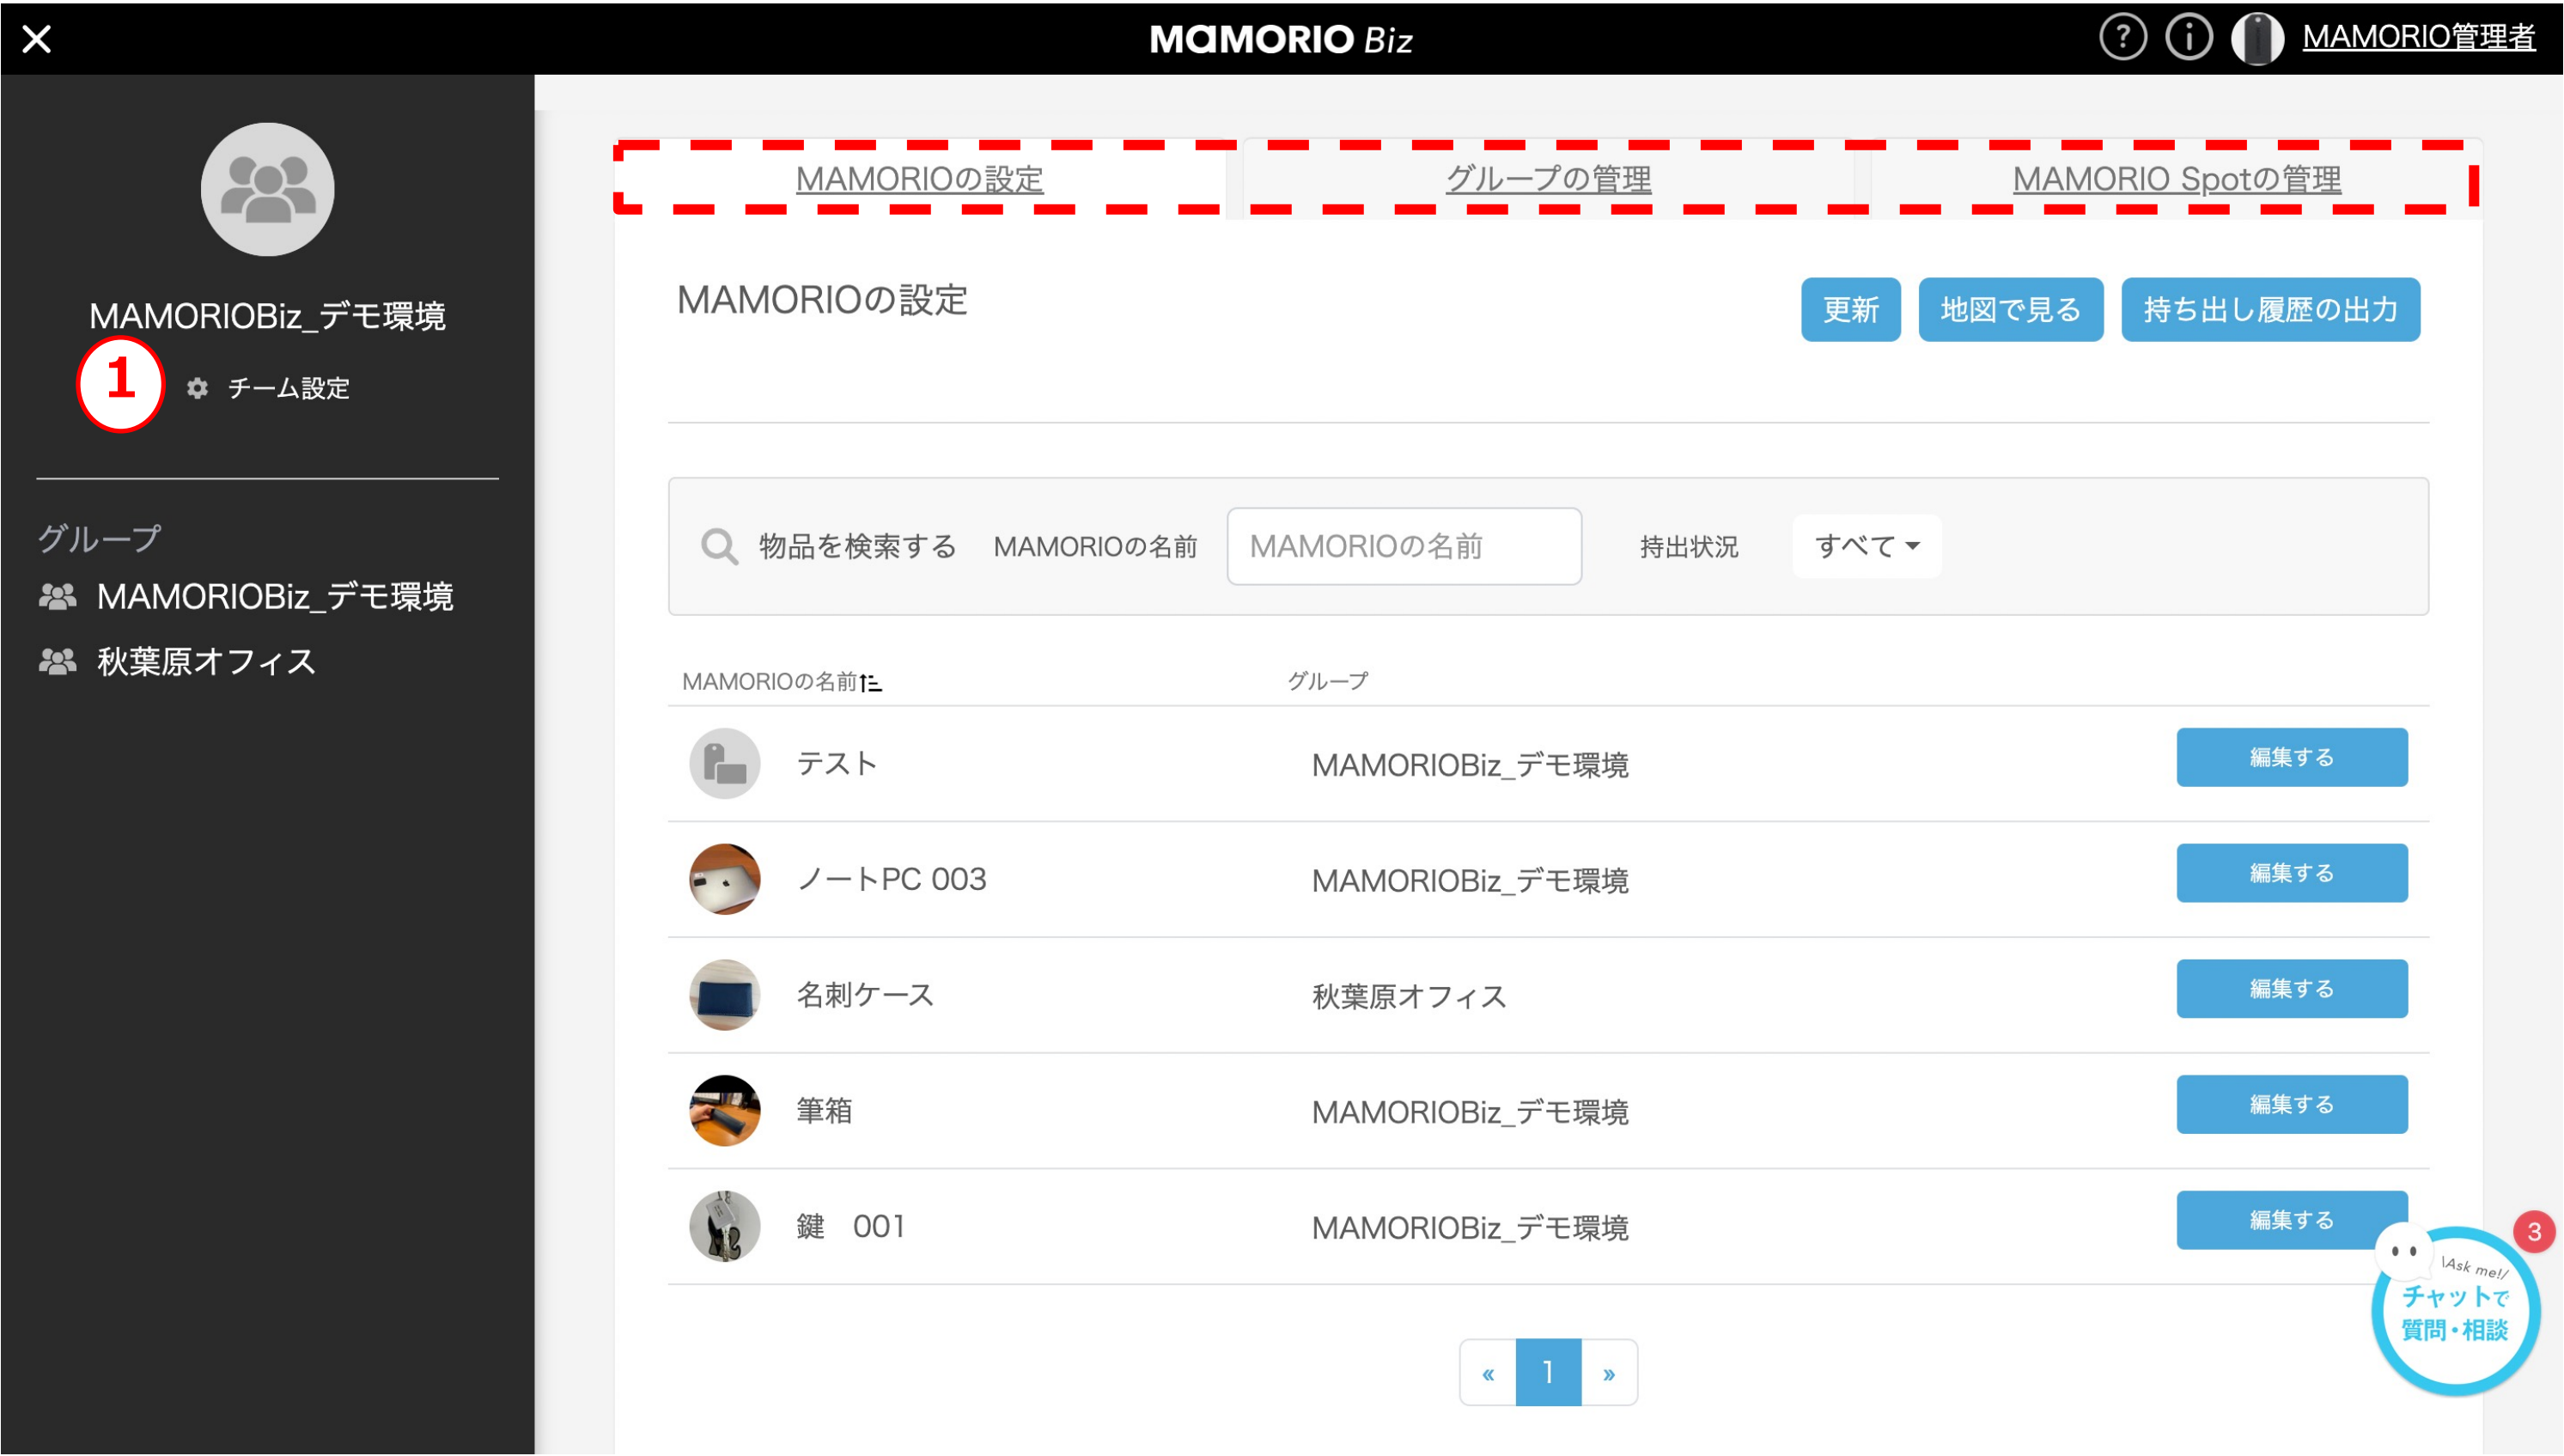 MAMORIO Biz
MAMORIO管理者
MAMORIOBiz_デモ環境
1
チーム設定
グループ
MAMORIOBiz_デモ環境
秋葉原オフィス
MAMORIOの設定
グループの管理
MAMORIO Spotの管理
MAMORIOの設定
更新
地図で見る
持ち出し履歴の出力
物品を検索する MAMORIOの名前 MAMORIOの名前 持出状況 すべて
MAMORIOの名前 グループ
テスト MAMORIOBiz_デモ環境 編集する
ノートPC 003 MAMORIOBiz_デモ環境 編集する
名刺ケース 秋葉原オフィス 編集する
筆箱 MAMORIOBiz_デモ環境 編集する
鍵　001 MAMORIOBiz_デモ環境 編集する
« 1 »
3
\Ask me!/
チャットで
質問・相談